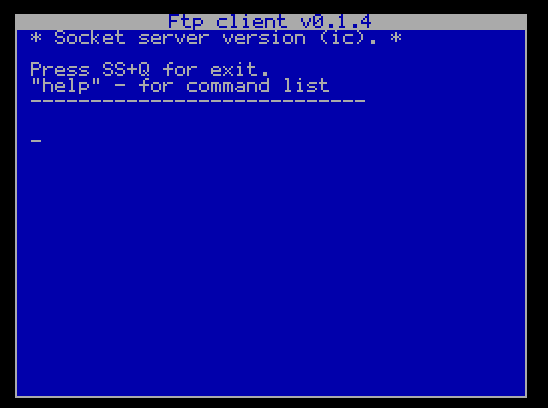 Ftp client v0.1.4
* Socket server version (ic). *
Press SS+Q for exit.
"help" - for command list
----------------------------
_